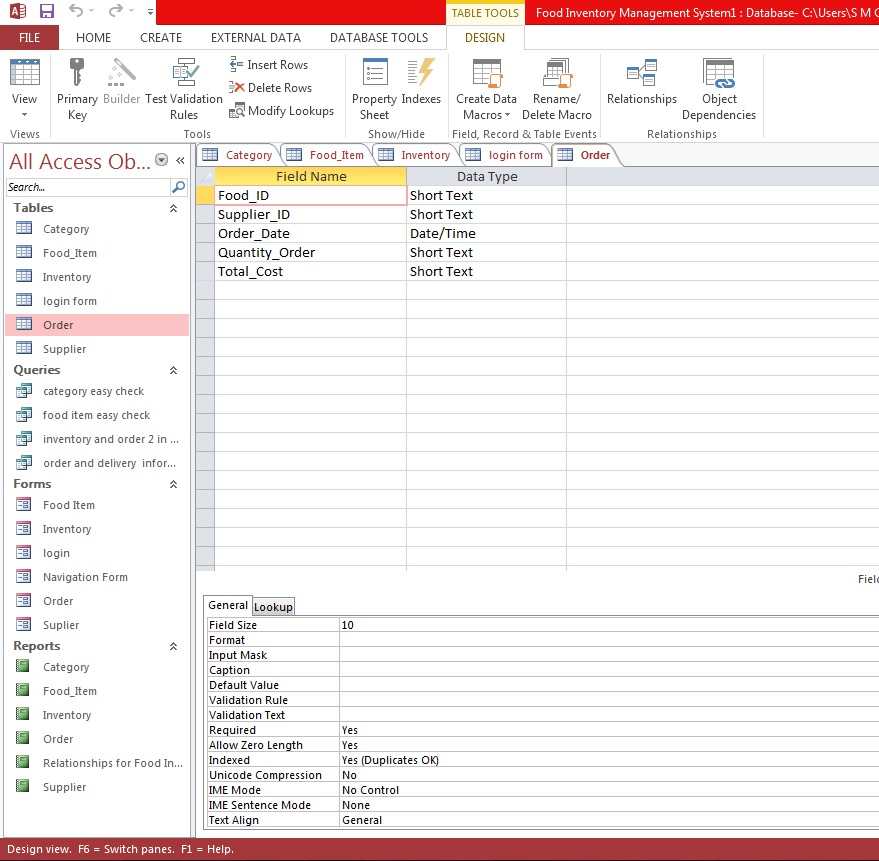 TABLE TOOLS
Food Inventory Management System1 : Database- C:\Users\S M
FILE HOME CREATE EXTERNAL DATA DATABASE TOOLS DESIGN
View
Primary Key
Builder
Test Validation Rules
Insert Rows
Delete Rows
Modify Lookups
Property Sheet
Indexes
Create Data Macros
Rename/ Delete Macro
Relationships
Object Dependencies
Views Tools Show/Hide Field, Record & Table Events Relationships
All Access Ob...
Search...
Tables
Category
Food_Item
Inventory
login form
Order
Supplier
Queries
category easy check
food item easy check
inventory and order 2 in ...
order and delivery infor...
Forms
Food Item
Inventory
login
Navigation Form
Order
Suplier
Reports
Category
Food_Item
Inventory
Order
Relationships for Food In...
Supplier
Category Food_Item Inventory login form Order
Field Name Data Type
Food_ID Short Text
Supplier_ID Short Text
Order_Date Date/Time
Quantity_Order Short Text
Total_Cost Short Text
General Lookup
Field Size 10
Format
Input Mask
Caption
Default Value
Validation Rule
Validation Text
Required Yes
Allow Zero Length Yes
Indexed Yes (Duplicates OK)
Unicode Compression No
IME Mode No Control
IME Sentence Mode None
Text Align General
Design view. F6 = Switch panes. F1 = Help.